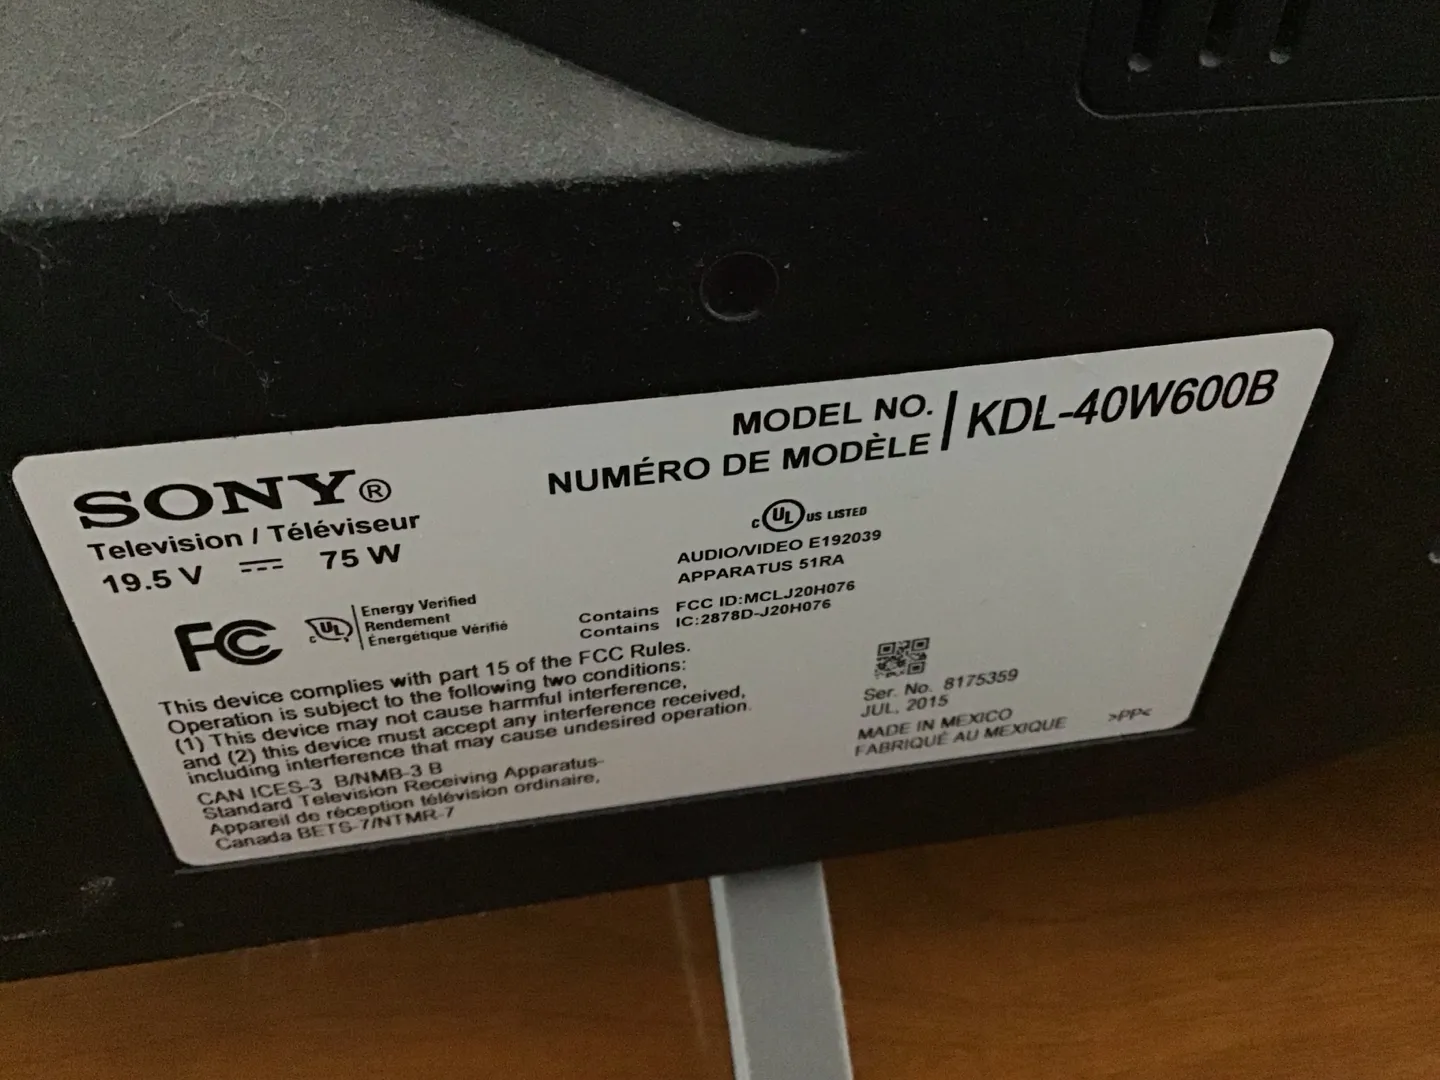 MODEL NO.
NUMÉRO DE MODÈLE
KDL-40W600B
SONY®
Television / Téléviseur
19.5 V 75 W
C UL US LISTED
AUDIO/VIDEO E192039
APPARATUS 51RA
FC
C UL
Energy Verified
Rendement
Énergétique Vérifié
Contains FCC ID:MCLJ20H076
Contains IC:2878D-J20H076
This device complies with part 15 of the FCC Rules.
Operation is subject to the following two conditions:
(1) This device may not cause harmful interference,
and (2) this device must accept any interference received,
including interference that may cause undesired operation.
CAN ICES-3 B/NMB-3 B
Standard Television Receiving Apparatus-
Appareil de réception télévision ordinaire,
Canada BETS-7/NTMR-7
Ser. No. 8175359
JUL, 2015
MADE IN MEXICO
FABRIQUÉ AU MEXIQUE
>PP<